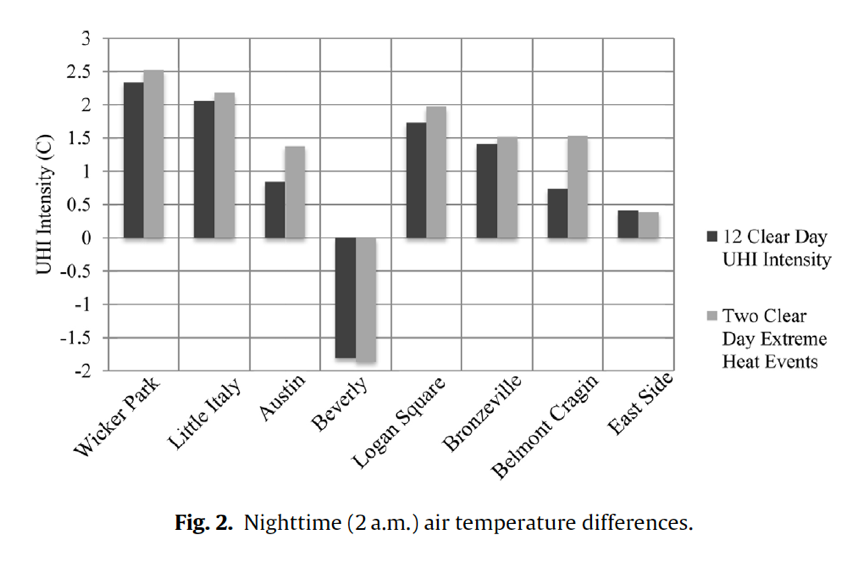 3
2.5
2
1.5
1
0.5
0
-0.5
-1
-1.5
-2
UHI Intensity (C)
Wicker Park
Little Italy
Austin
Beverly
Logan Square
Bronzeville
Belmont Cragin
East Side
12 Clear Day
UHI Intensity
Two Clear
Day Extreme
Heat Events
Fig. 2. Nighttime (2 a.m.) air temperature differences.